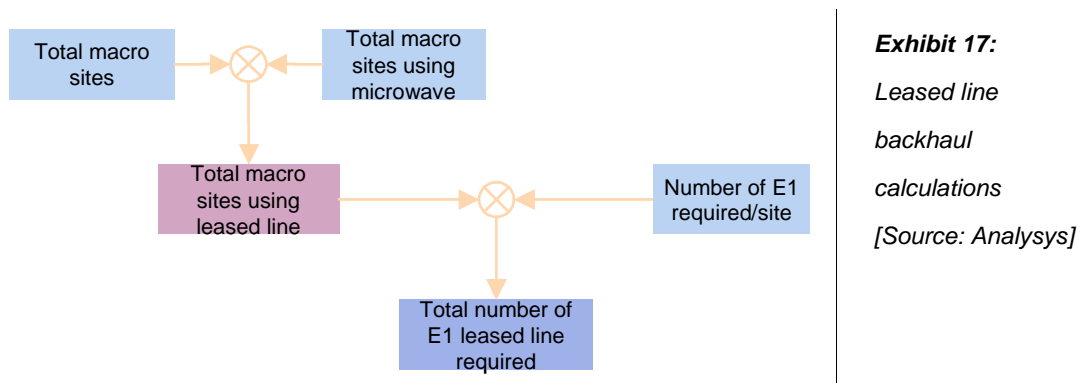 Total macro
sites
Total macro
sites using
microwave
Total macro
sites using
leased line
Number of E1
required/site
Total number of
E1 leased line
required
Exhibit 17:
Leased line
backhaul
calculations
[Source: Analysys]